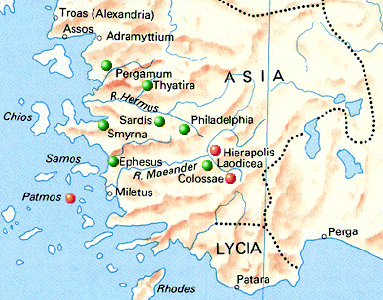 Troas (Alexandria)
Assos
Adramyttium
Pergamum
ASIA
Thyatira
R. Hermus
Chios
Sardis
Philadelphia
Smyrna
Hierapolis
Samos
Ephesus
Laodicea
R. Maeander
Colossae
Patmos
Miletus
Perga
LYCIA
Patara
Rhodes